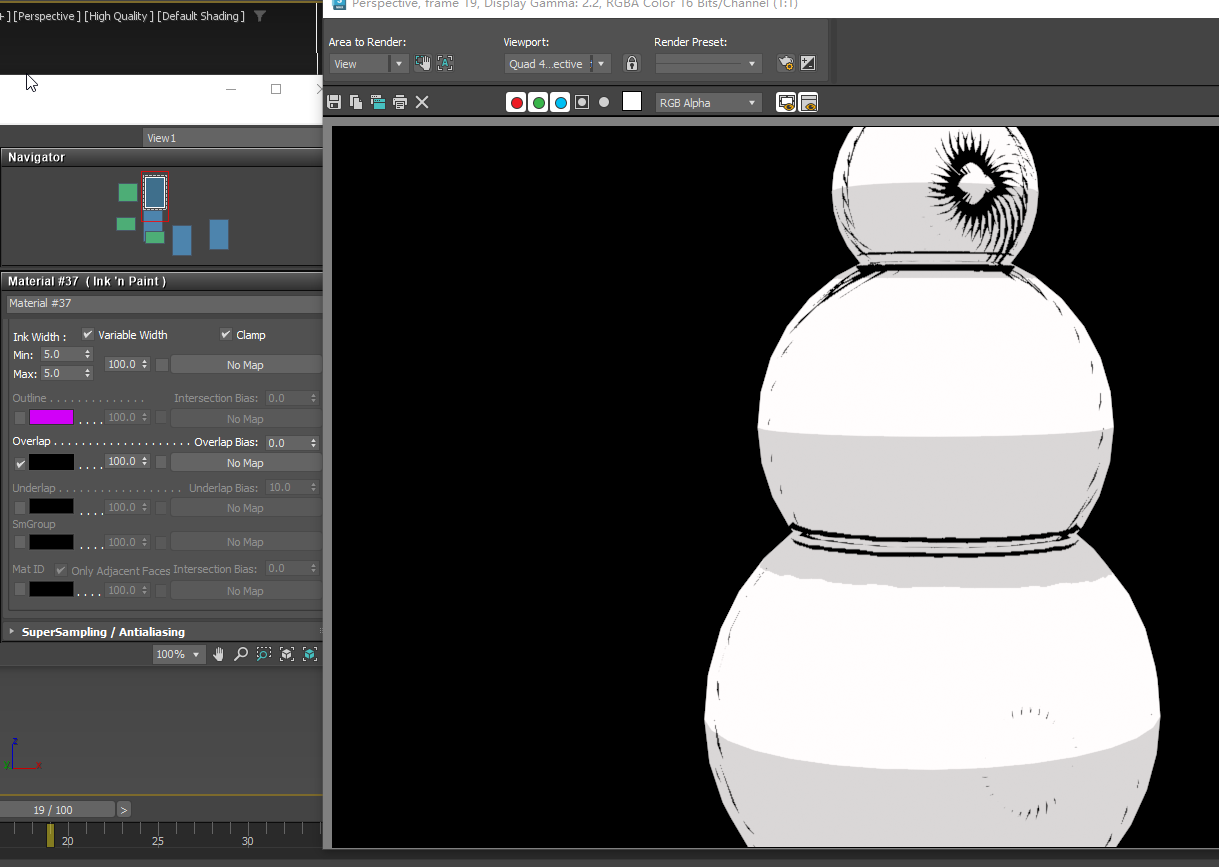 + ] [Perspective ] [High Quality ] [Default Shading ]
Perspective, frame 19, Display Gamma: 2.2, RGBA Color 16 Bits/Channel (1:1)
Area to Render:
Viewport:
Render Preset:
View
Quad 4...ective
RGB Alpha
View1
Navigator
Material #37 ( Ink 'n Paint )
Material #37
Ink Width :
Variable Width
Clamp
Min: 5.0
100.0
No Map
Max: 5.0
Outline . . . . . . . . . . . . . . Intersection Bias: 0.0
. . . . 100.0 No Map
Overlap . . . . . . . . . . . . . . . . . . . . Overlap Bias: 0.0
. . . . 100.0 No Map
Underlap . . . . . . . . . . . . . . . . . . Underlap Bias: 10.0
. . . . 100.0 No Map
SmGroup
. . . . 100.0 No Map
Mat ID Only Adjacent Faces Intersection Bias: 0.0
. . . . 100.0 No Map
SuperSampling / Antialiasing
100%
z
x
19 / 100 >
20 25 30